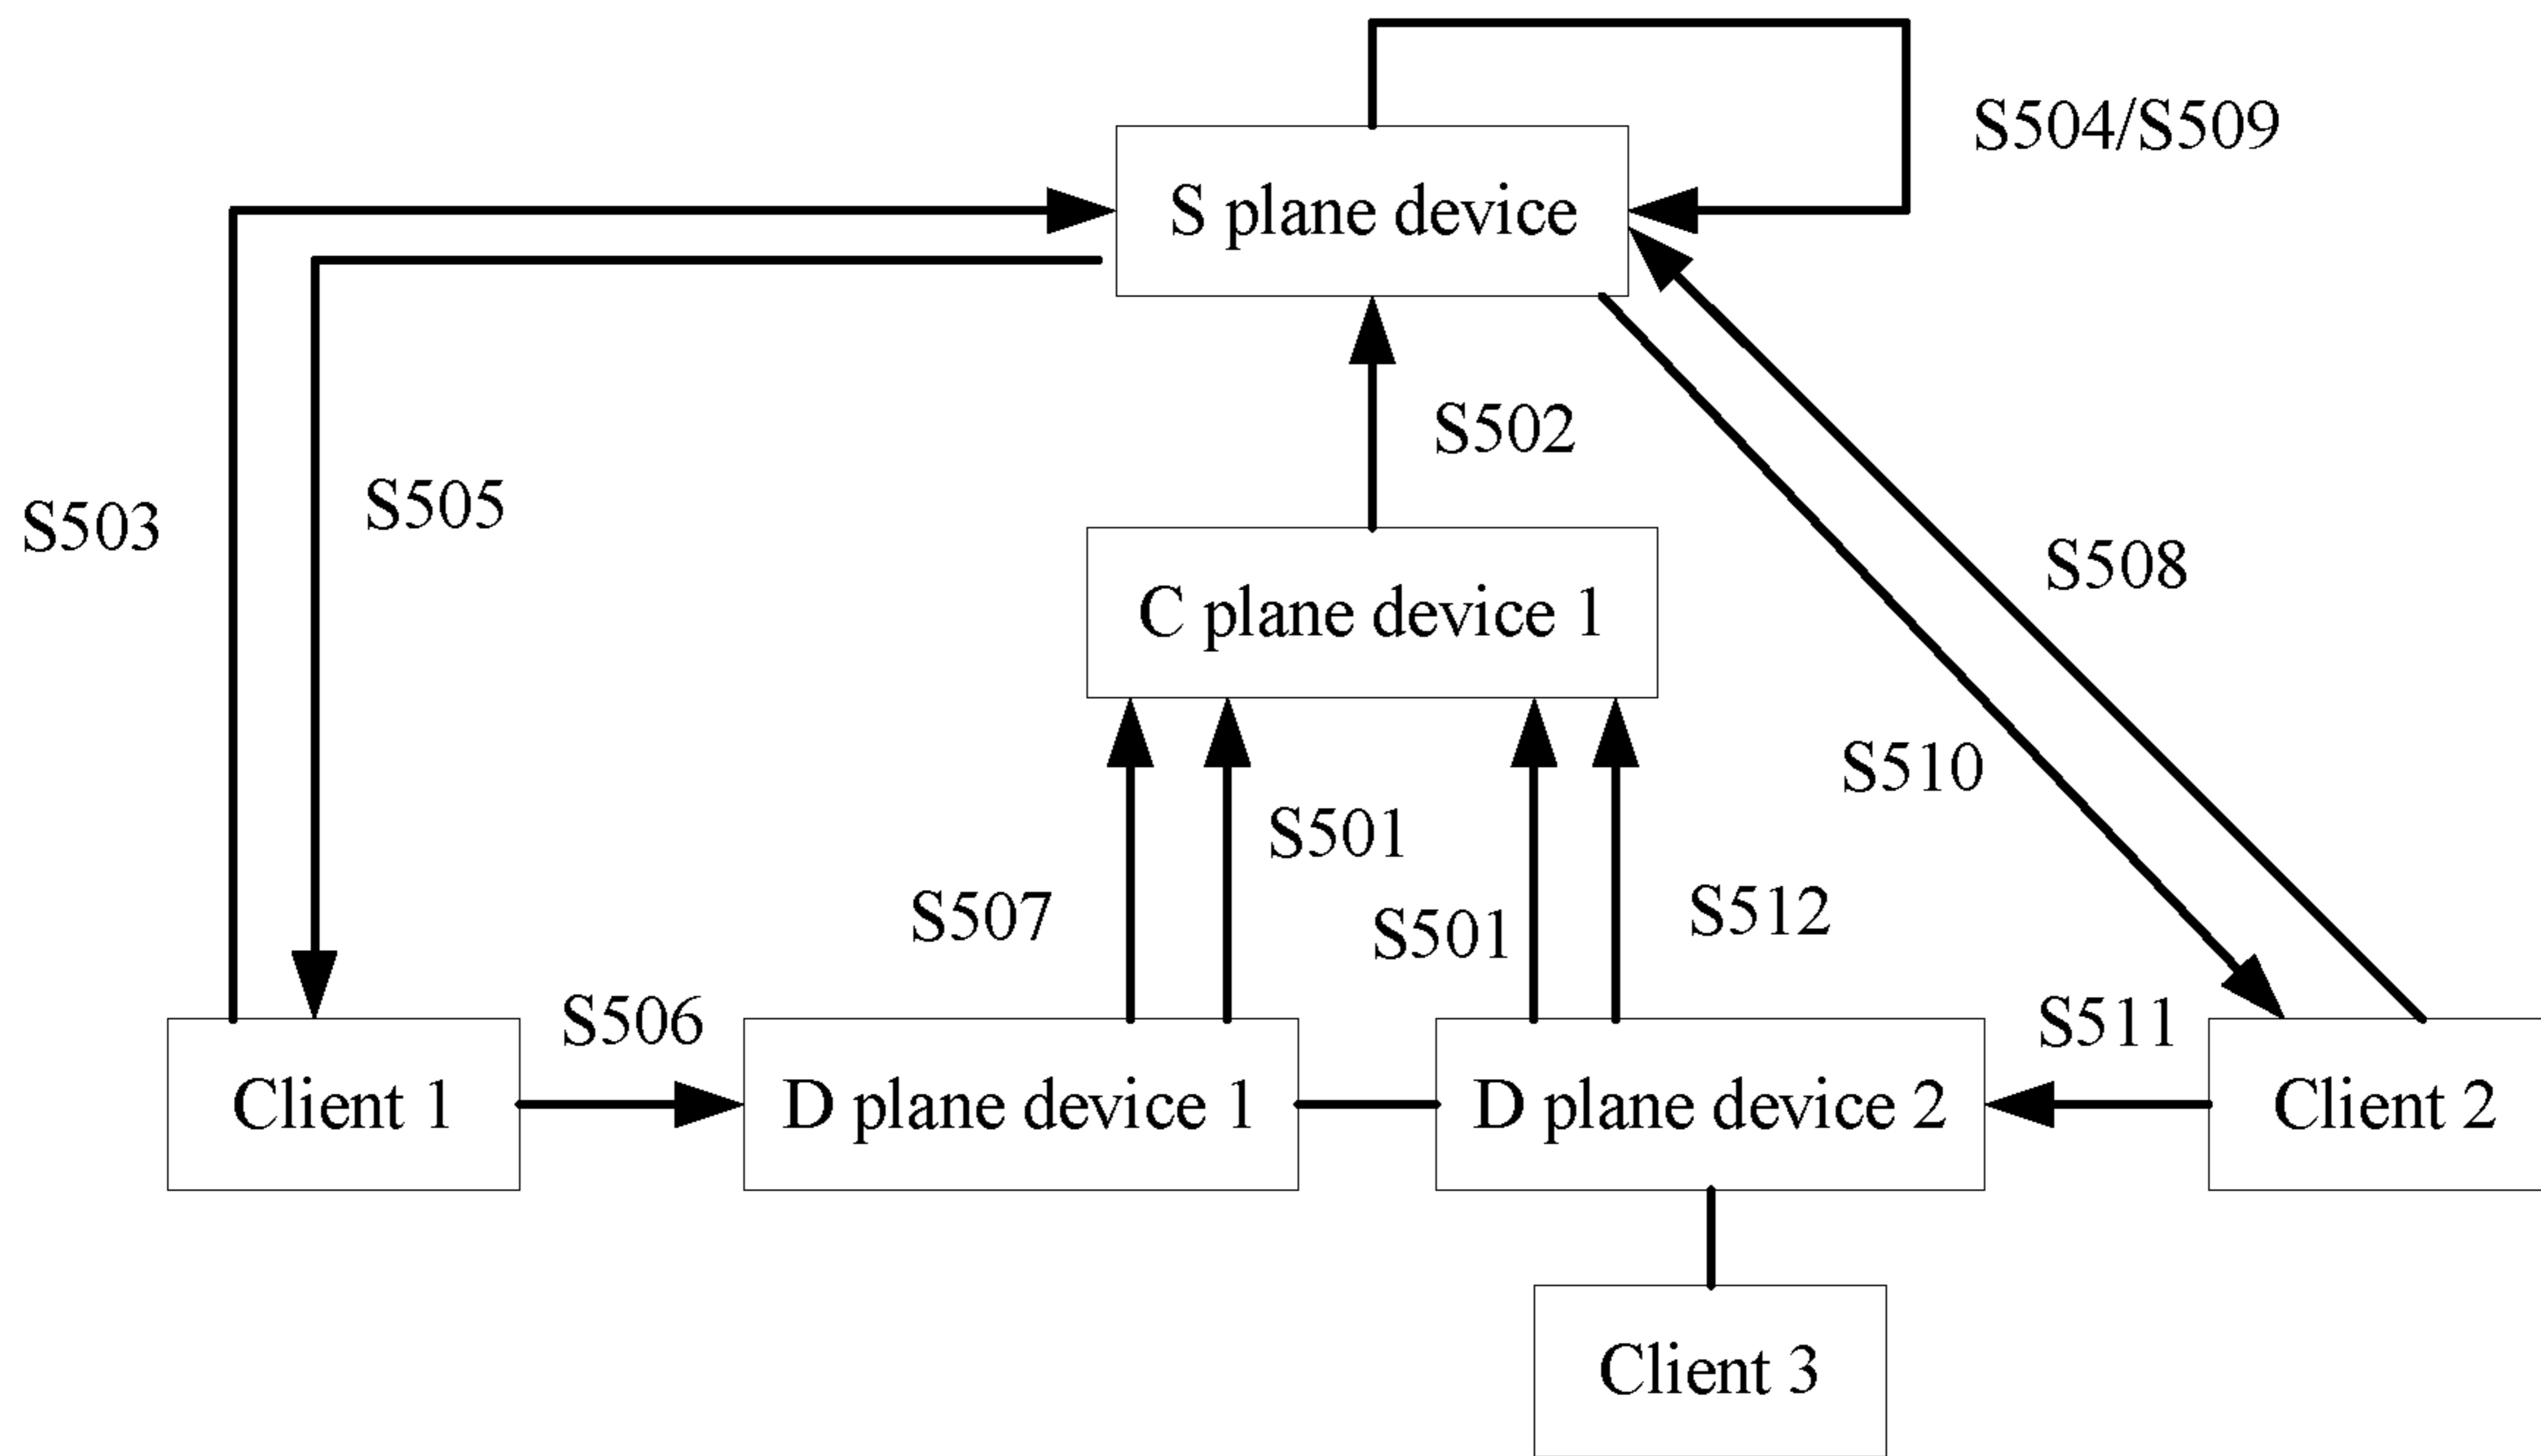 S504/S509
S plane device
S502
S503
S505
S508
C plane device 1
S510
S501
S507
S501
S512
S506
S511
Client 1
D plane device 1
D plane device 2
Client 2
Client 3